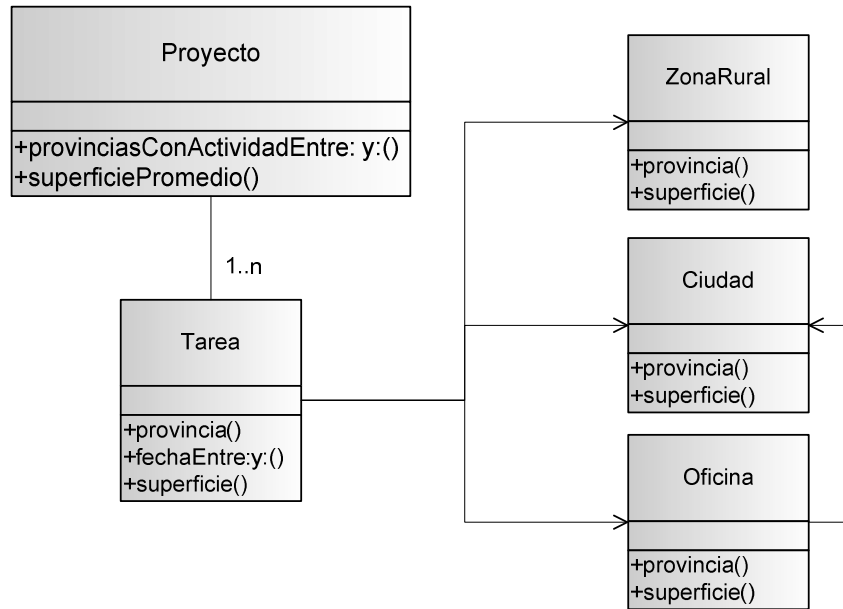 Proyecto
+provinciasConActividadEntre: y:()
+superficiePromedio()
1..n
Tarea
+provincia()
+fechaEntre:y:()
+superficie()
ZonaRural
+provincia()
+superficie()
Ciudad
+provincia()
+superficie()
Oficina
+provincia()
+superficie()